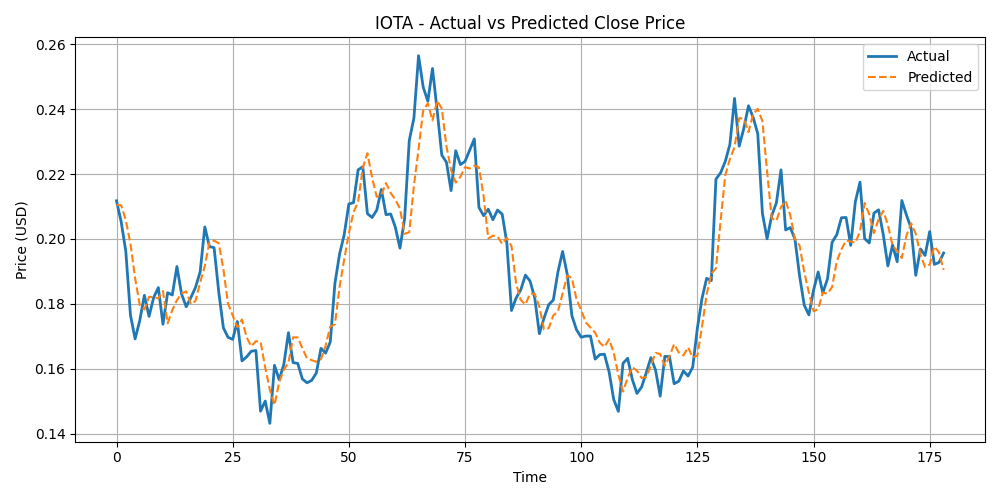 IOTA - Actual vs Predicted Close Price
Actual
Predicted
Price (USD)
0.26
0.24
0.22
0.20
0.18
0.16
0.14
0 25 50 75 100 125 150 175
Time